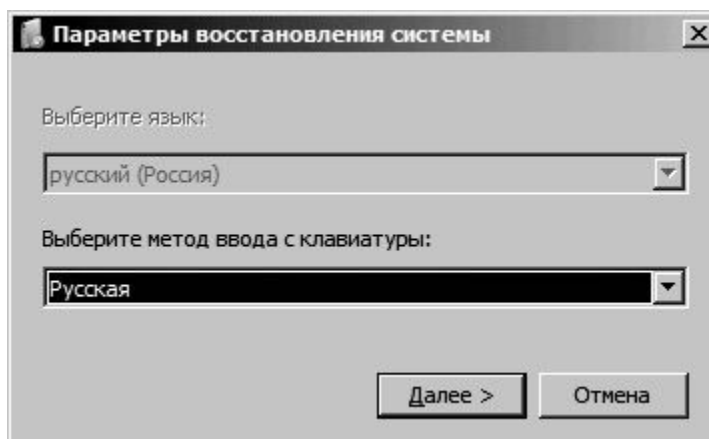 Параметры восстановления системы
Выберите язык:
русский (Россия)
Выберите метод ввода с клавиатуры:
Русская
Далее > Отмена